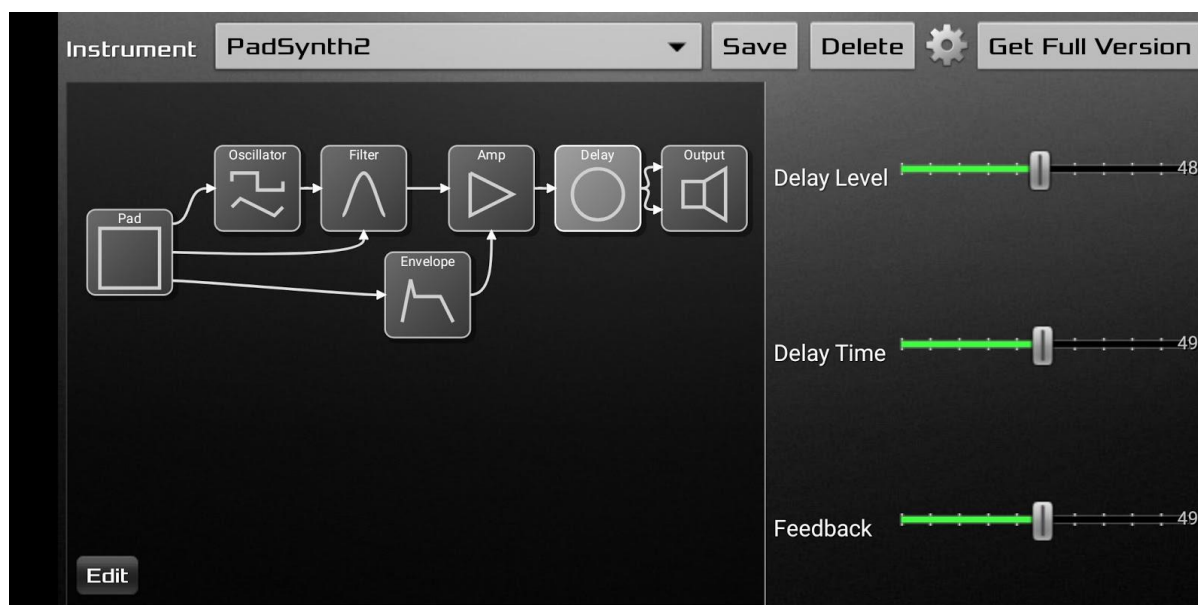 Instrument PadSynth2 Save Delete Get Full Version
Oscillator Filter Amp Delay Output
Pad
Envelope
Delay Level 48
Delay Time 49
Feedback 49
Edit